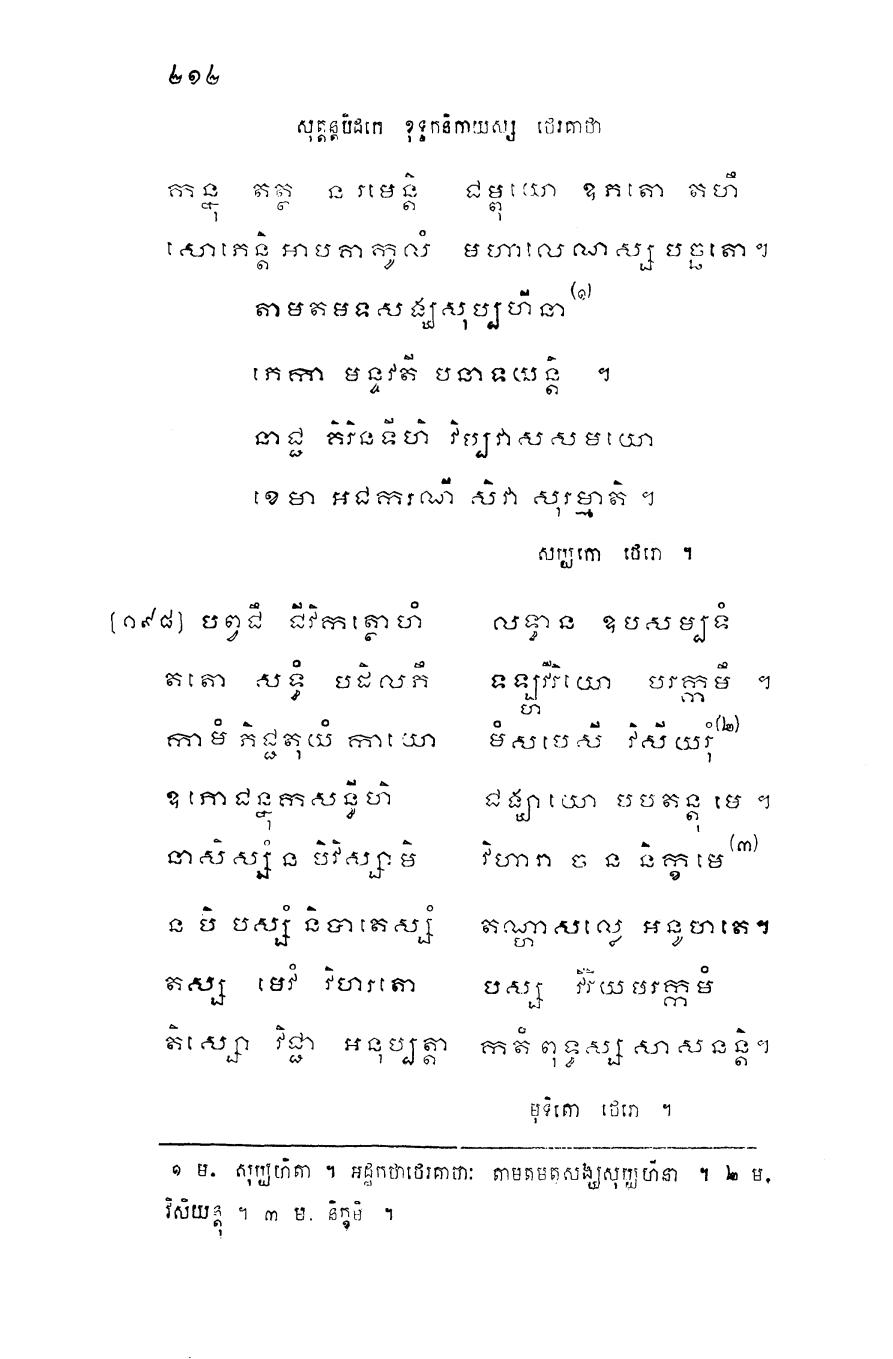 ២១២
សុត្តន្តបិដកេ ខុទ្ទកនិកាយស្ស ថេរគាថា
កន្នុ តត្ថ ន រមេន្តិ ជម្ពុយោ ឧភតោ តហឹ
សោភេន្តិ អាបគាកូលំ មហាលេណស្ស បច្ឆតោ។
តាមតមទសង្ឃសុប្បហីនា(១)
ភេកា មន្ទវតី បនាទយន្តិ ។
នាជ្ជ គិរិនទីហិ វិប្បវាសសមយោ
ខេមា អជករណី សិវា សុរម្មាតិ ។
សប្បកោ ថេរោ ។
[១៩៨] បព្វជឹ ជីវិកត្ថោហំ លទ្ធាន ឧបសម្បទំ
តតោ សទ្ធំ បដិលភឹ ទឡ្ហវីរិយោ បរក្កមឹ ។
កាមំ ភិជ្ជតុយំ កាយោ មំសបេសី វិសីយរុំ(២)
ឧភោជន្នុកសន្ធីហិ ជង្ឃាយោ បបតន្តុ មេ ។
នាសិស្សំ ន បិវិស្សាមិ វិហារា ច ន និក្ខមេ(៣)
ន បិ បស្សំ និបាតេស្សំ តណ្ហាសល្លេ អនូហតេ។
តស្ស មេវំ វិហរតោ បស្ស វីរិយបរក្កមំ
តិស្សោ វិជ្ជា អនុប្បត្តា កតំ ពុទ្ធស្ស សាសនន្តិ។
មុទិតោ ថេរោ ។
១ ម. សុប្បហីតា ។ អដ្ឋកថាថេរគាថាៈ តាមតមតសង្ឃសុប្បហីនា ។ ២ ម.
វិសិយន្តុ ។ ៣ ម. និក្ខមិ ។